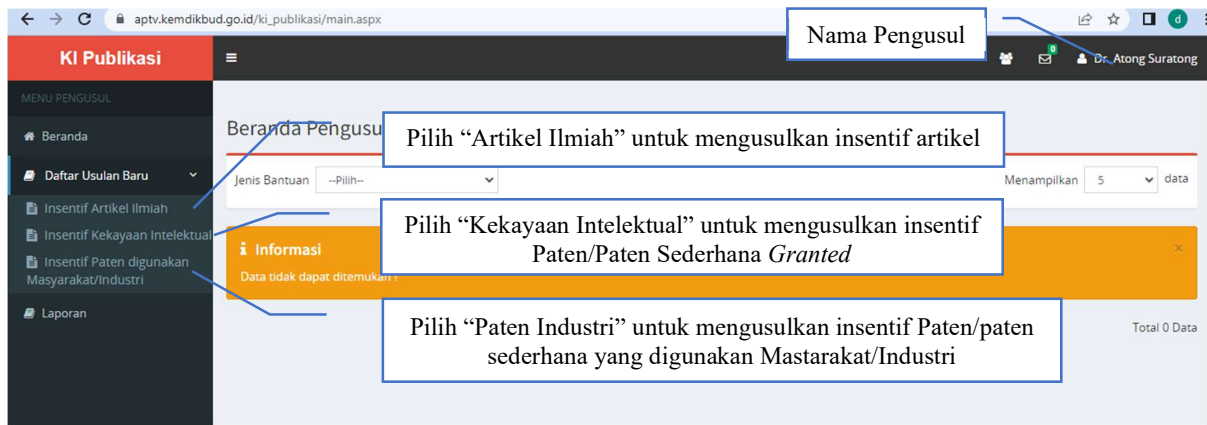 aptv.kemdikbud.go.id/ki_publikasi/main.aspx
d
Nama Pengusul
KI Publikasi
0
Dr. Atong Suratong
MENU PENGUSUL
Beranda
Daftar Usulan Baru
Insentif Artikel Ilmiah
Insentif Kekayaan Intelektual
Insentif Paten digunakan
Masyarakat/Industri
Laporan
Beranda Pengusu
Pilih “Artikel Ilmiah” untuk mengusulkan insentif artikel
Jenis Bantuan --Pilih--
Menampilkan 5 data
Pilih “Kekayaan Intelektual” untuk mengusulkan insentif
Paten/Paten Sederhana Granted
i Informasi
×
Data tidak dapat ditemukan !
Pilih “Paten Industri” untuk mengusulkan insentif Paten/paten
sederhana yang digunakan Mastarakat/Industri
Total 0 Data